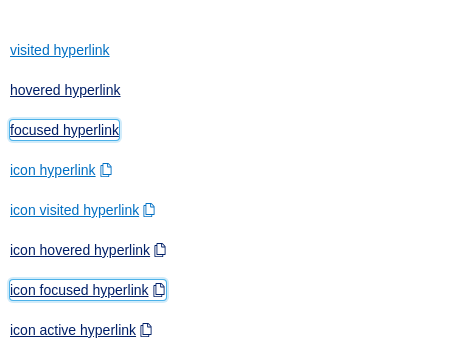 visited hyperlink
hovered hyperlink
focused hyperlink
icon hyperlink
icon visited hyperlink
icon hovered hyperlink
icon focused hyperlink
icon active hyperlink